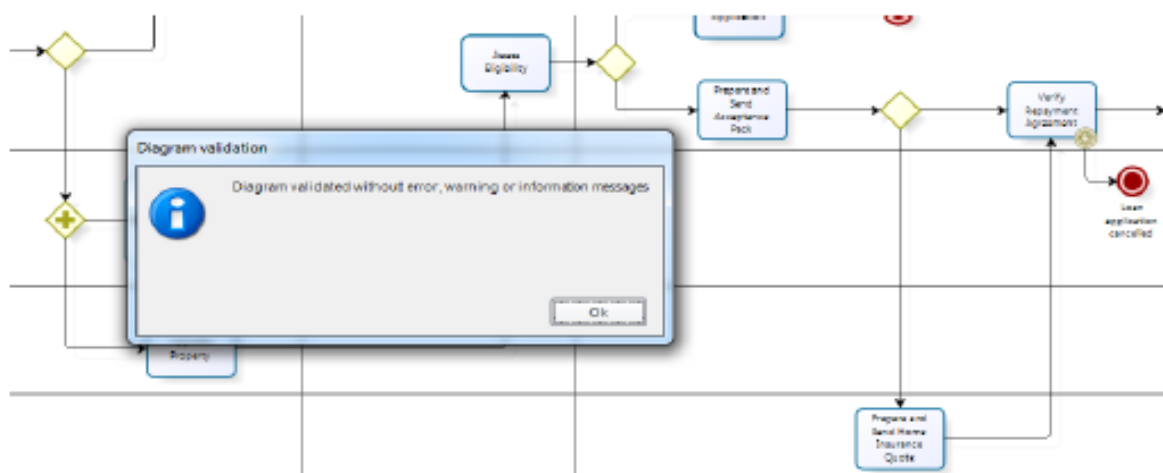 Application
Assess
Eligibility
Prepare and
Send
Acceptance
Pack
Verify
Repayment
Agreement
Diagram validation
Diagram validated without error, warning or information messages
Ok
Loan
application
cancelled
Property
Prepare and
Send Home
Insurance
Quote